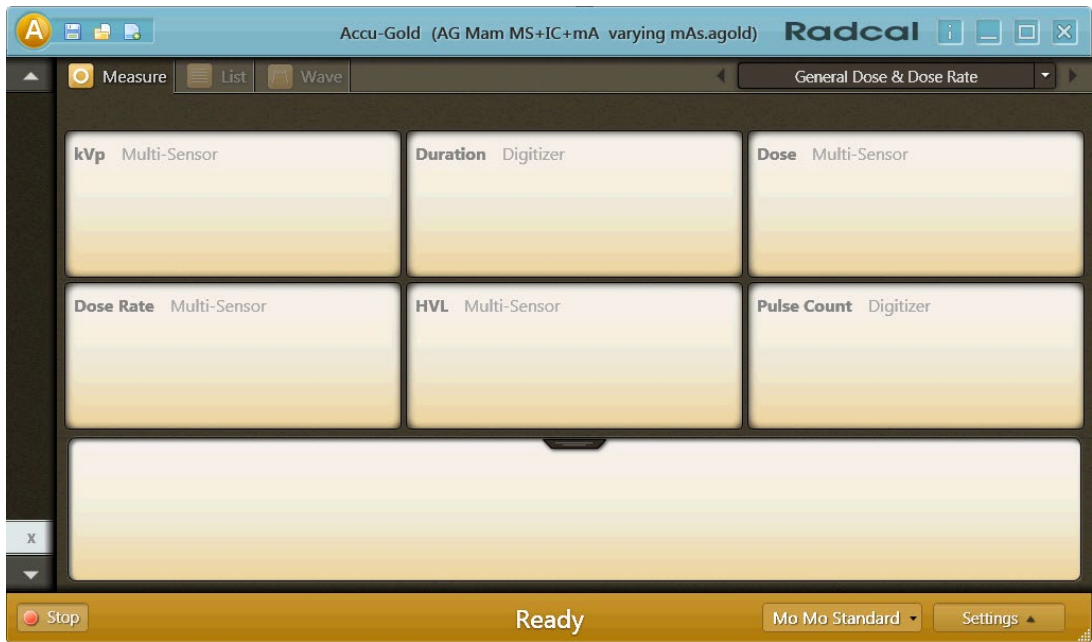 A Accu-Gold (AG Mam MS+IC+mA varying mAs.agold) Radcal i
Measure List Wave General Dose & Dose Rate
kVp Multi-Sensor Duration Digitizer Dose Multi-Sensor
Dose Rate Multi-Sensor HVL Multi-Sensor Pulse Count Digitizer
X
Stop Ready Mo Mo Standard Settings